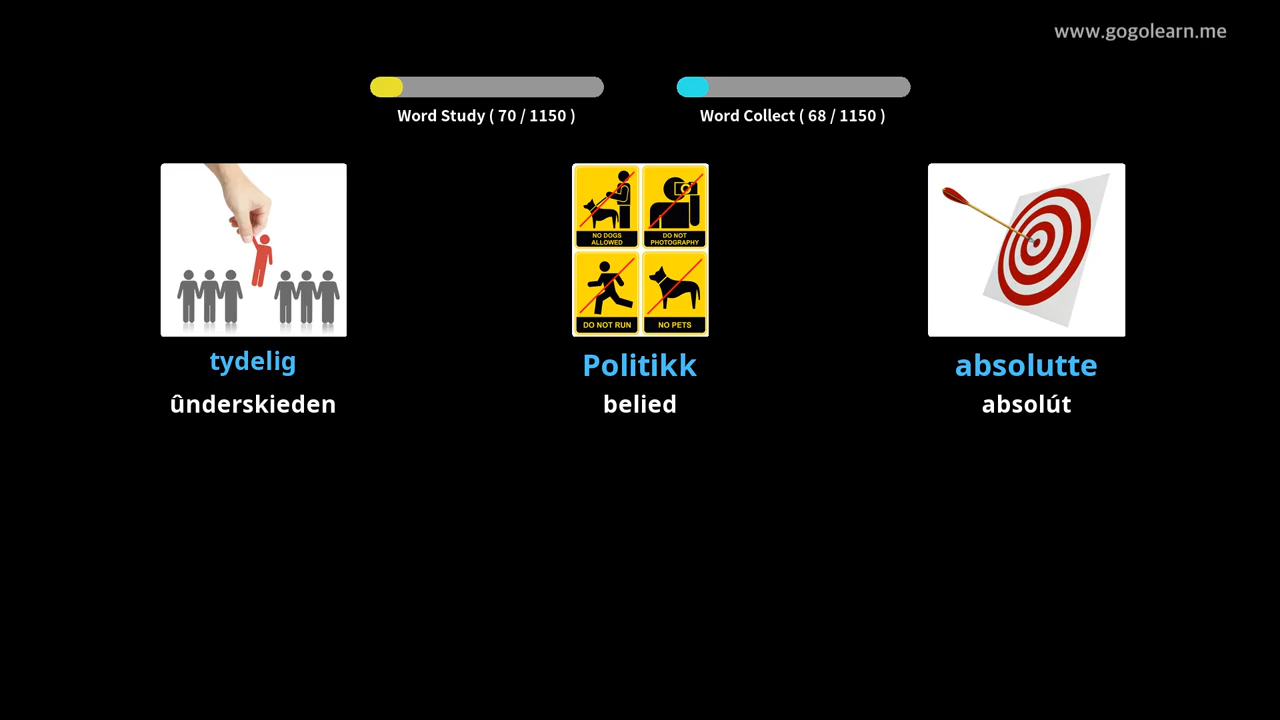 www.gogolearn.me
Word Study ( 70 / 1150 )
Word Collect ( 68 / 1150 )
NO DOGS
ALLOWED
DO NOT
PHOTOGRAPHY
DO NOT RUN
NO PETS
tydelig
Politikk
absolutte
ûnderskieden
belied
absolút